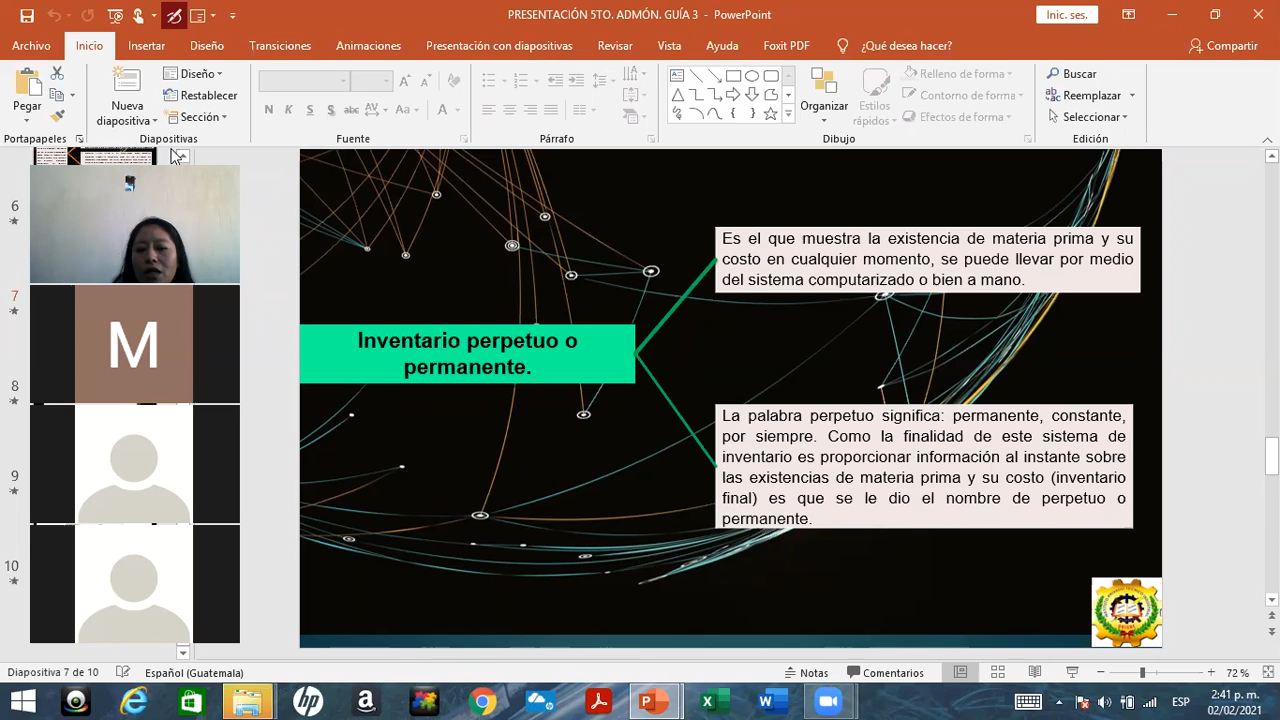 PRESENTACIÓN 5TO. ADMÓN. GUÍA 3 - PowerPoint
Inic. ses.
Archivo Inicio Insertar Diseño Transiciones Animaciones Presentación con diapositivas Revisar Vista Ayuda Foxit PDF ¿Qué desea hacer? Compartir
Pegar
Nueva
diapositiva
Diseño
Restablecer
Sección
N K S S abc AV Aa A
Organizar
Estilos
rápidos
Relleno de forma
Contorno de forma
Efectos de forma
Buscar
Reemplazar
Seleccionar
Portapapeles Diapositivas Fuente Párrafo Dibujo Edición
6
7
8
9
10
M
Inventario perpetuo o
permanente.
Es el que muestra la existencia de materia prima y su
costo en cualquier momento, se puede llevar por medio
del sistema computarizado o bien a mano.
La palabra perpetuo significa: permanente, constante,
por siempre. Como la finalidad de este sistema de
inventario es proporcionar información al instante sobre
las existencias de materia prima y su costo (inventario
final) es que se le dio el nombre de perpetuo o
permanente.
Diapositiva 7 de 10 Español (Guatemala) Notas Comentarios 72 %
ESP
2:41 p. m.
02/02/2021